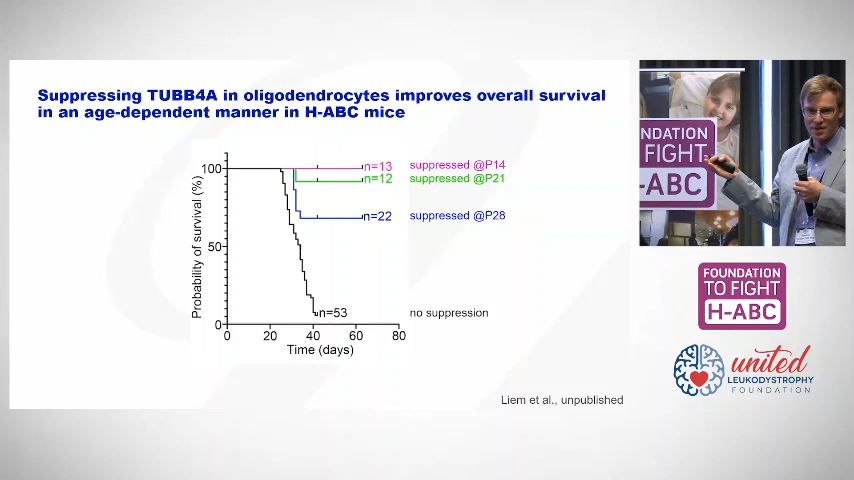 Suppressing TUBB4A in oligodendrocytes improves overall survival
in an age-dependent manner in H-ABC mice
Probability of survival (%)
100
50
0
n=13 suppressed @P14
n=12 suppressed @P21
n=22 suppressed @P28
n=53 no suppression
0 20 40 60 80
Time (days)
Liem et al., unpublished
NDATION
FIGHT
-ABC
FOUNDATION
TO FIGHT
H-ABC
united
LEUKODYSTROPHY
FOUNDATION